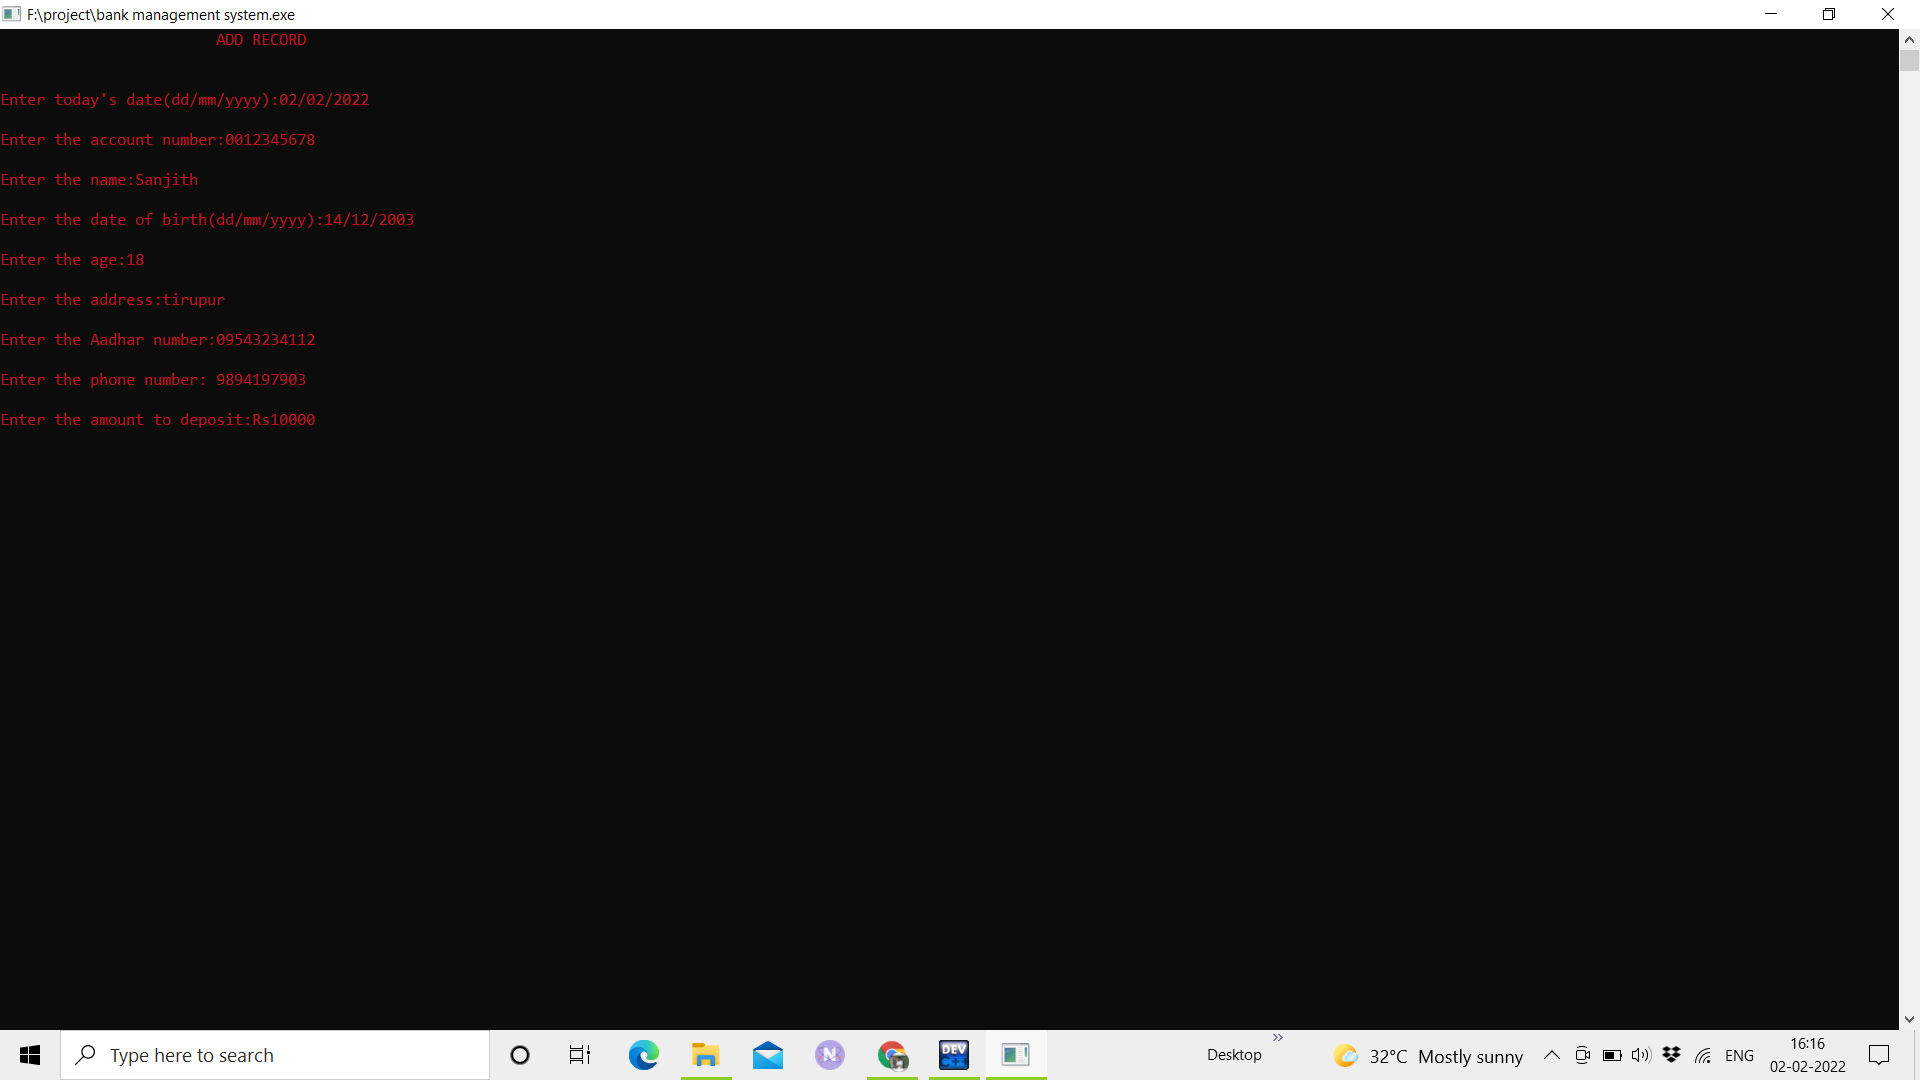 F:\project\bank management system.exe
ADD RECORD
Enter today's date(dd/mm/yyyy):02/02/2022
Enter the account number:0012345678
Enter the name:Sanjith
Enter the date of birth(dd/mm/yyyy):14/12/2003
Enter the age:18
Enter the address:tirupur
Enter the Aadhar number:09543234112
Enter the phone number: 9894197903
Enter the amount to deposit:Rs10000
Type here to search
N
DEV
C++
Desktop
32°C Mostly sunny
ENG
16:16
02-02-2022